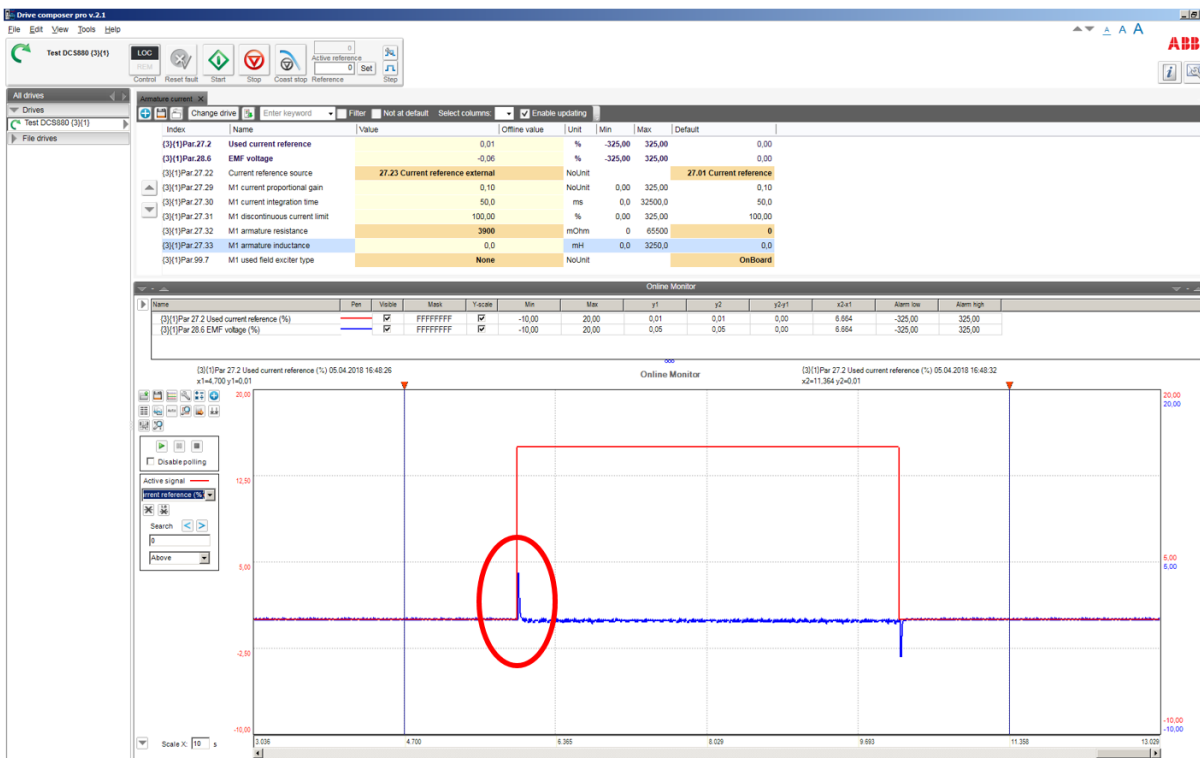 Drive composer pro v.2.1
File Edit View Tools Help
Test DCS880 {3}{1}
LOC
REM
Control Reset fault Start Stop Coast stop Reference Step
0
Active reference
0 Set
A A A
ABB
All drives
Drives
Test DCS880 {3}{1}
File drives
Armature current X
Change drive Enter keyword Filter Not at default Select columns: Enable updating
Index Name Value Offline value Unit Min Max Default
{3}{1}Par.27.2 Used current reference 0,01 % -325,00 325,00 0,00
{3}{1}Par.28.6 EMF voltage -0,06 % -325,00 325,00 0,00
{3}{1}Par.27.22 Current reference source 27.23 Current reference external NoUnit 27.01 Current reference
{3}{1}Par.27.29 M1 current proportional gain 0,10 NoUnit 0,00 325,00 0,10
{3}{1}Par.27.30 M1 current integration time 50,0 ms 0,0 32500,0 50,0
{3}{1}Par.27.31 M1 discontinuous current limit 100,00 % 0,00 325,00 100,00
{3}{1}Par.27.32 M1 armature resistance 3900 mOhm 0 65500 0
{3}{1}Par.27.33 M1 armature inductance 0,0 mH 0,0 3250,0 0,0
{3}{1}Par.99.7 M1 used field exciter type None NoUnit OnBoard
Online Monitor
Name Pen Visible Mask Y-scale Min Max y1 y2 y2-y1 x2-x1 Alarm low Alarm high
{3}{1}Par 27.2 Used current reference (%) FFFFFFFF -10,00 20,00 0,01 0,01 0,00 6.664 -325,00 325,00
{3}{1}Par 28.6 EMF voltage (%) FFFFFFFF -10,00 20,00 0,05 0,05 0,00 6.664 -325,00 325,00
{3}{1}Par 27.2 Used current reference (%) 05.04.2018 16:48:26
x1=4,700 y1=0,01
Online Monitor
{3}{1}Par 27.2 Used current reference (%) 05.04.2018 16:48:32
x2=11,364 y2=0,01
20,00
12,50
5,00
-2,50
-10,00
20,00
20,00
5,00
5,00
-10,00
-10,00
Disable polling
Active signal
urrent reference (%)
Search
0
Above
Scale X: 10 s
3.036 4.700 6.365 8.029 9.693 11.358 13.029